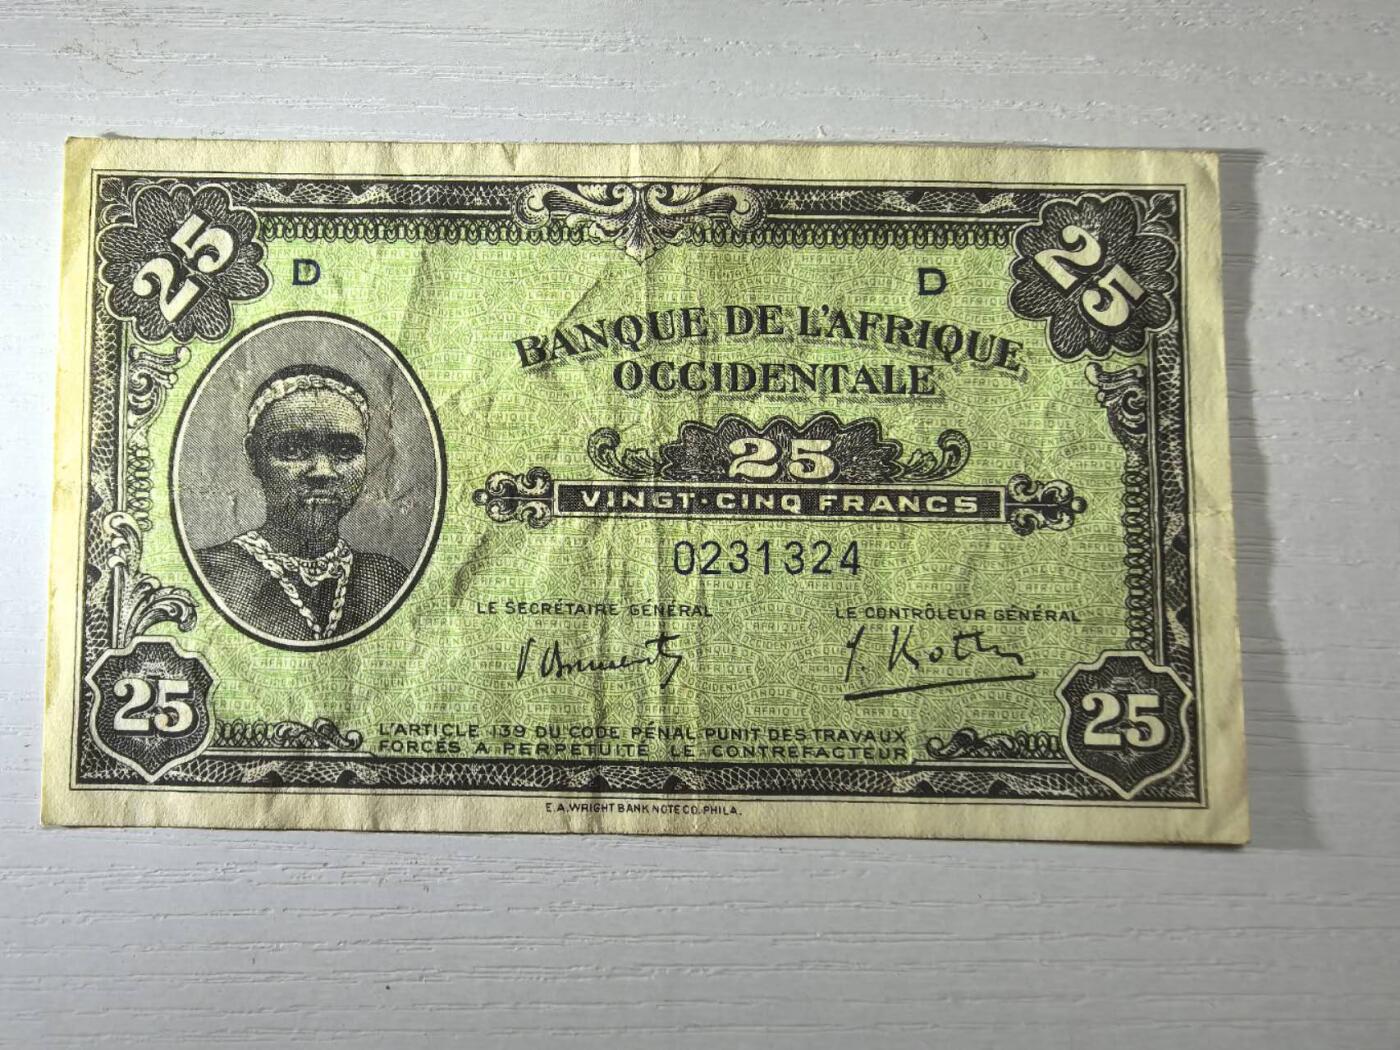 25
25
D
D
BANQUE DE L'AFRIQUE
OCCIDENTALE
25
VINGT-CINQ FRANCS
0231324
LE SECRÉTAIRE GÉNÉRAL
LE CONTRÔLEUR GÉNÉRAL
25
25
L'ARTICLE 139 DU CODE PÉNAL PUNIT DES TRAVAUX
FORCÉS A PERPÉTUITÉ LE CONTREFACTEUR
E.A. WRIGHT BANK NOTE CO. PHILA.